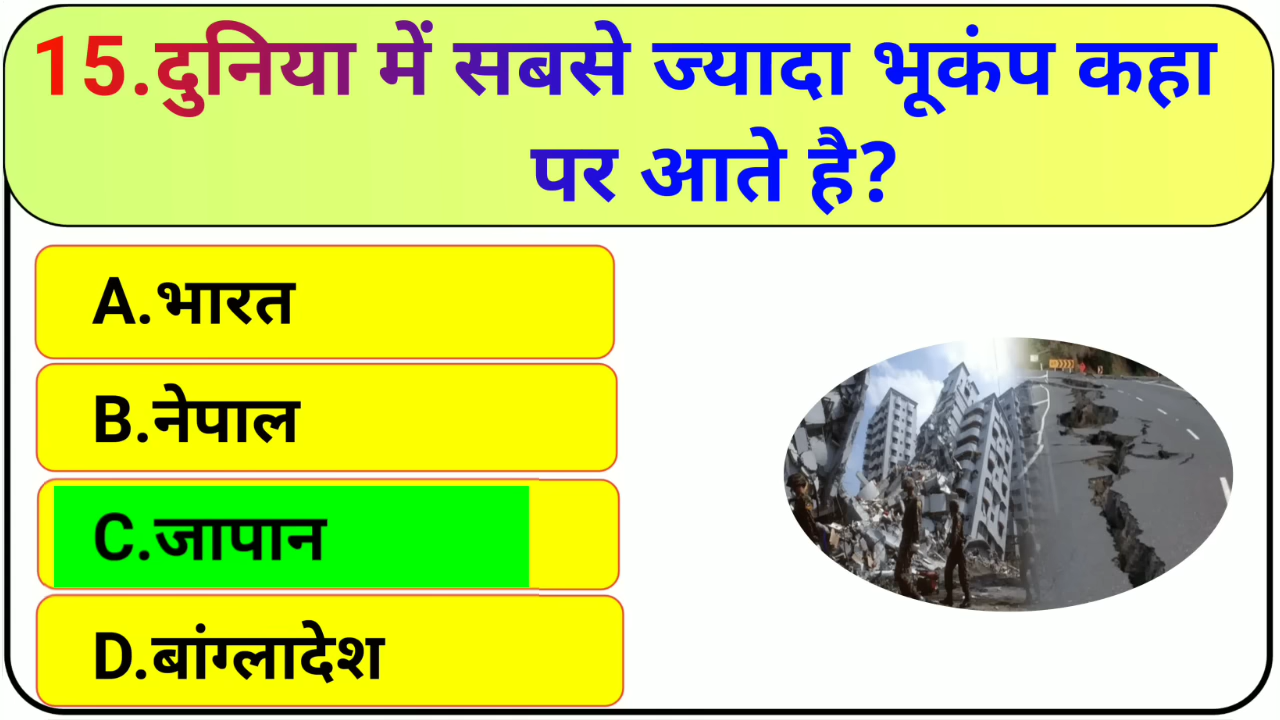 15.दुनिया में सबसे ज्यादा भूकंप कहा
पर आते है?
A.भारत
B.नेपाल
C.जापान
D.बांग्लादेश